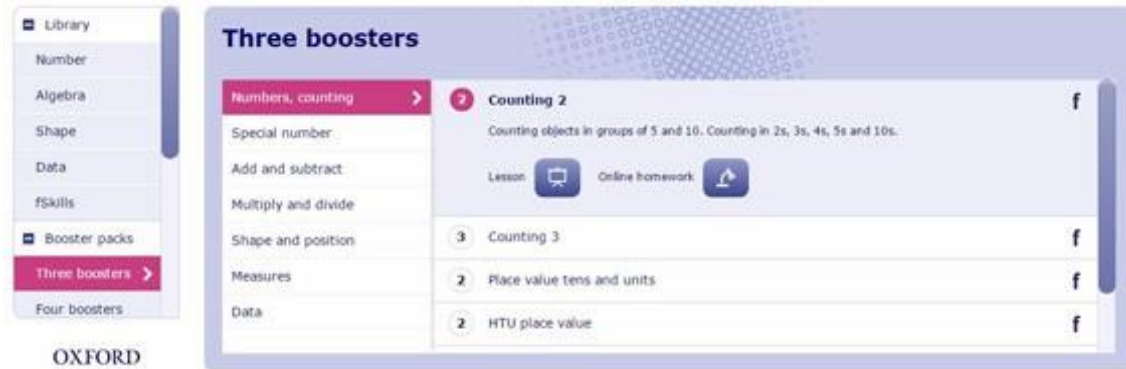 Library
Number
Algebra
Shape
Data
fSkills
Booster packs
Three boosters
Four boosters
OXFORD
Three boosters
Numbers, counting
Special number
Add and subtract
Multiply and divide
Shape and position
Measures
Data
2 Counting 2 f
Counting objects in groups of 5 and 10. Counting in 2s, 3s, 4s, 5s and 10s.
Lesson Online homework
3 Counting 3 f
2 Place value tens and units f
2 HTU place value f